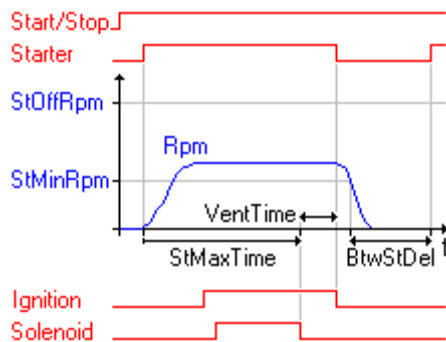 Start/Stop
Starter
StOffRpm
Rpm
StMinRpm
VentTime
t
StMaxTime
BtwStDel
Ignition
Solenoid